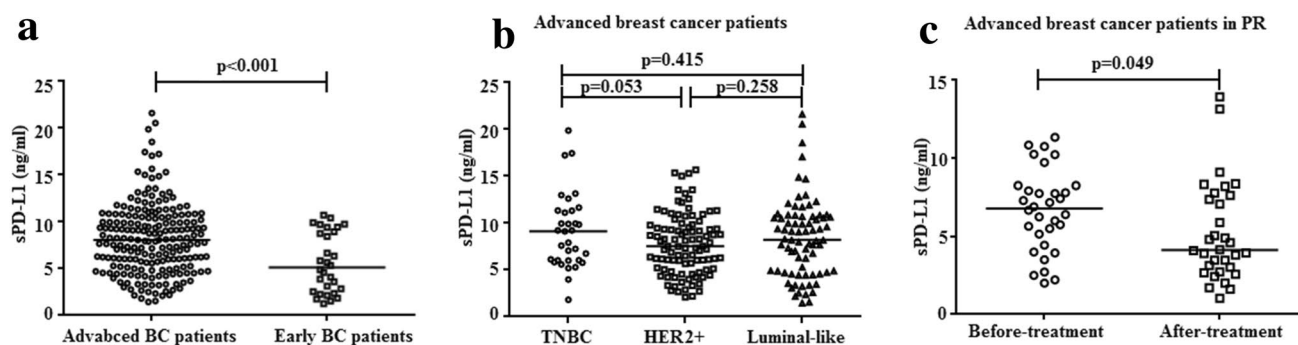 a
p<0.001
sPD-L1 (ng/ml)
25
20
15
10
5
0
Advabced BC patients
Early BC patients
b
Advanced breast cancer patients
p=0.415
p=0.053
p=0.258
sPD-L1 (ng/ml)
25
20
15
10
5
0
TNBC
HER2+
Luminal-like
c
Advanced breast cancer patients in PR
p=0.049
sPD-L1 (ng/ml)
15
10
5
0
Before-treatment
After-treatment